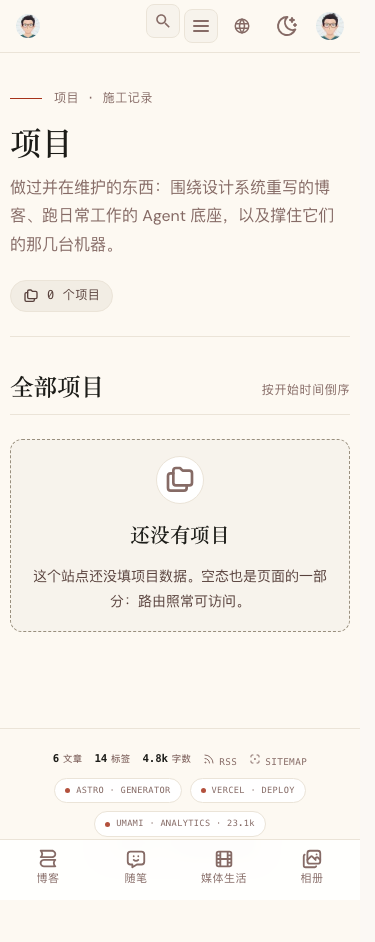 项目 · 施工记录
项目
做过并在维护的东西：围绕设计系统重写的博
客、跑日常工作的 Agent 底座，以及撑住它们
的那几台机器。
0 个项目
全部项目
按开始时间倒序
还没有项目
这个站点还没填项目数据。空态也是页面的一部
分：路由照常可访问。
6 文章 14 标签 4.8k 字数 RSS SITEMAP
ASTRO · GENERATOR VERCEL · DEPLOY
UMAMI · ANALYTICS · 23.1k
博客 随笔 媒体生活 相册